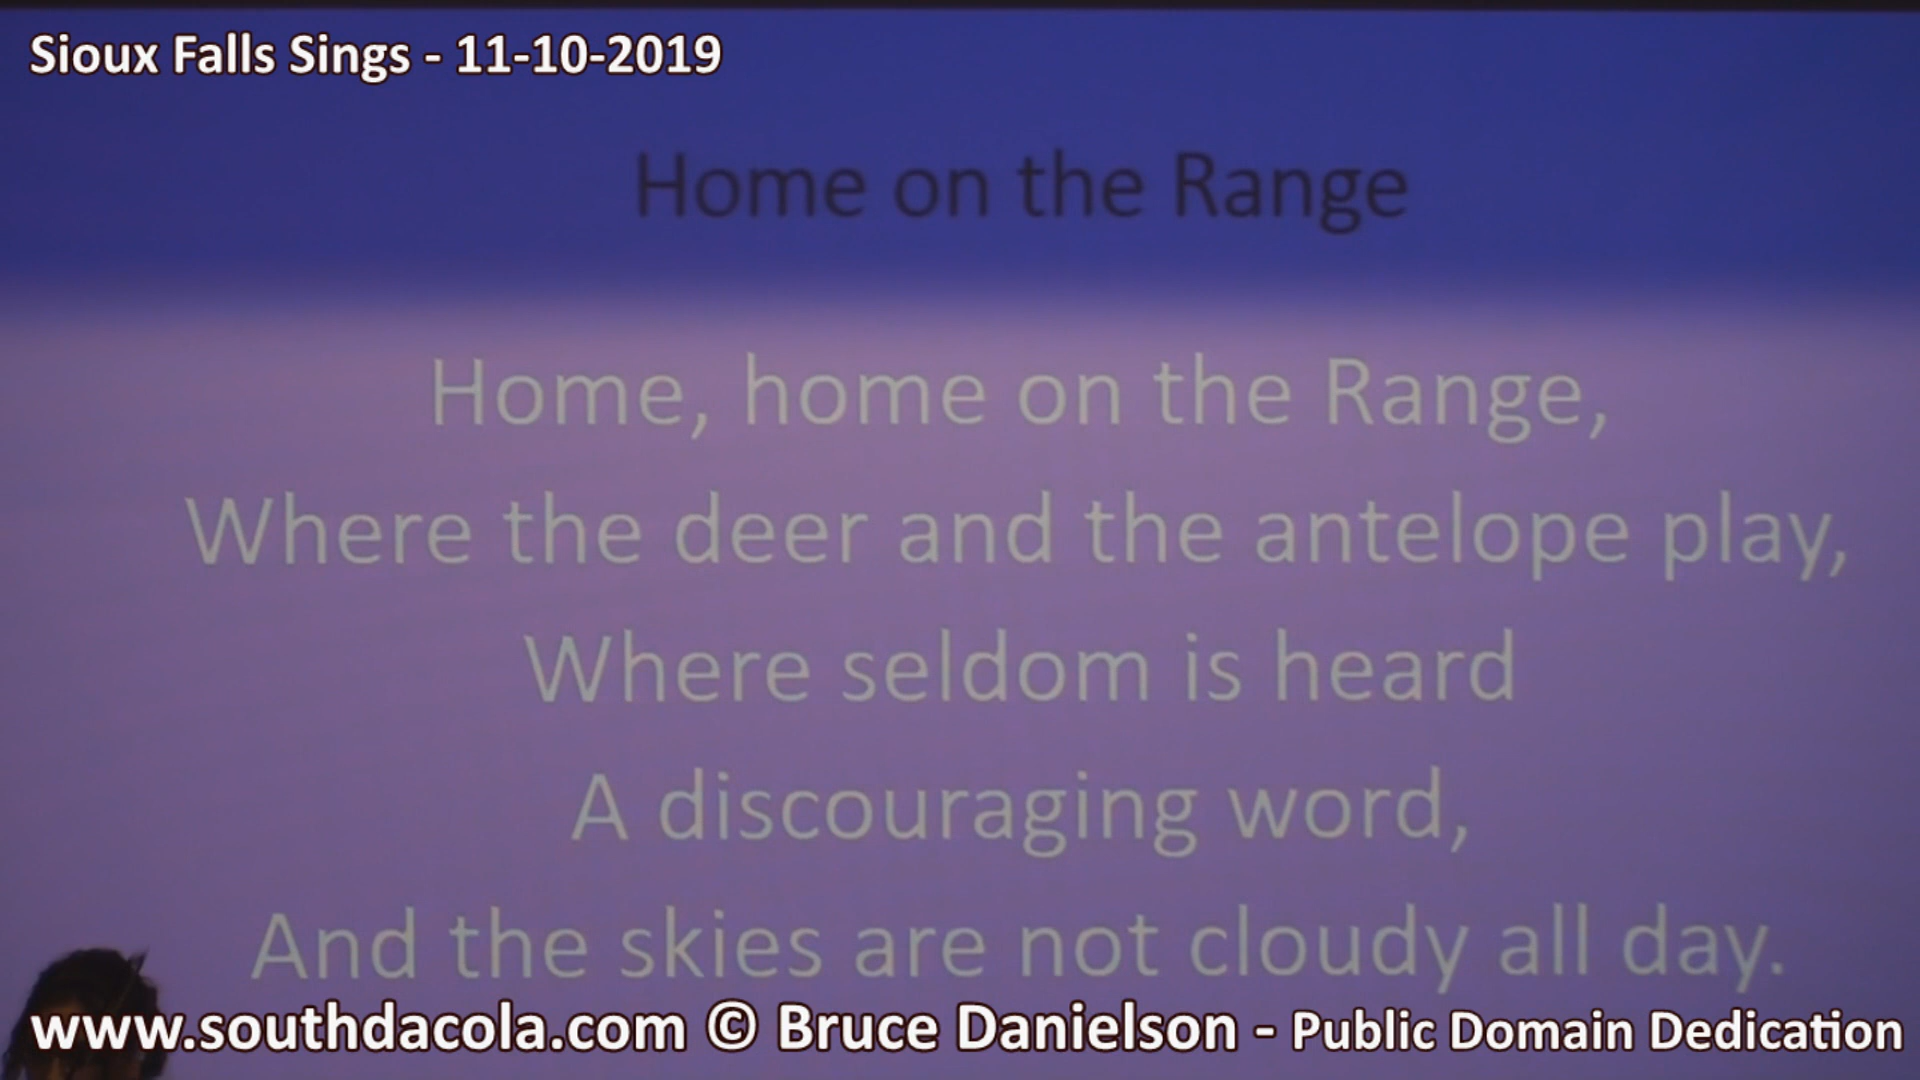 Sioux Falls Sings - 11-10-2019
Home on the Range
Home, home on the Range,
Where the deer and the antelope play,
Where seldom is heard
A discouraging word,
And the skies are not cloudy all day.
www.southdacola.com © Bruce Danielson - Public Domain Dedication